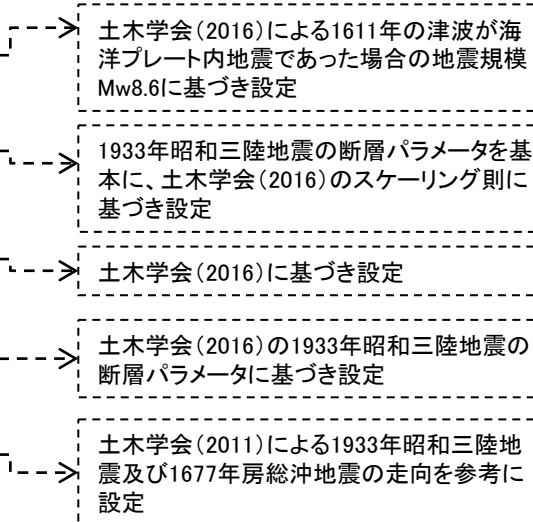 土木学会(2016)による1611年の津波が海
洋プレート内地震であった場合の地震規模
Mw8.6に基づき設定
1933年昭和三陸地震の断層パラメータを基
本に、土木学会(2016)のスケーリング則に
基づき設定
土木学会(2016)に基づき設定
土木学会(2016)の1933年昭和三陸地震の
断層パラメータに基づき設定
土木学会(2011)による1933年昭和三陸地
震及び1677年房総沖地震の走向を参考に
設定